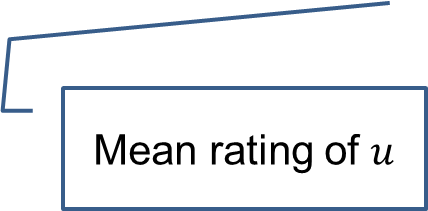 Mean rating of 𝑢